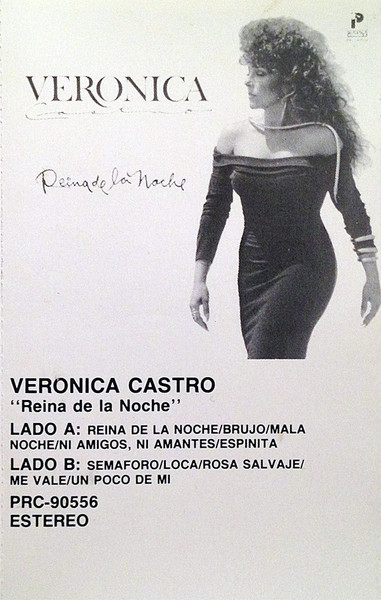 VERONICA
castro
Reina de la Noche
VERONICA CASTRO
"Reina de la Noche"
LADO A: REINA DE LA NOCHE/BRUJO/MALA
NOCHE/NI AMIGOS, NI AMANTES/ESPINITA
LADO B: SEMAFORO/LOCA/ROSA SALVAJE/
ME VALE/UN POCO DE MI
PRC-90556
ESTEREO